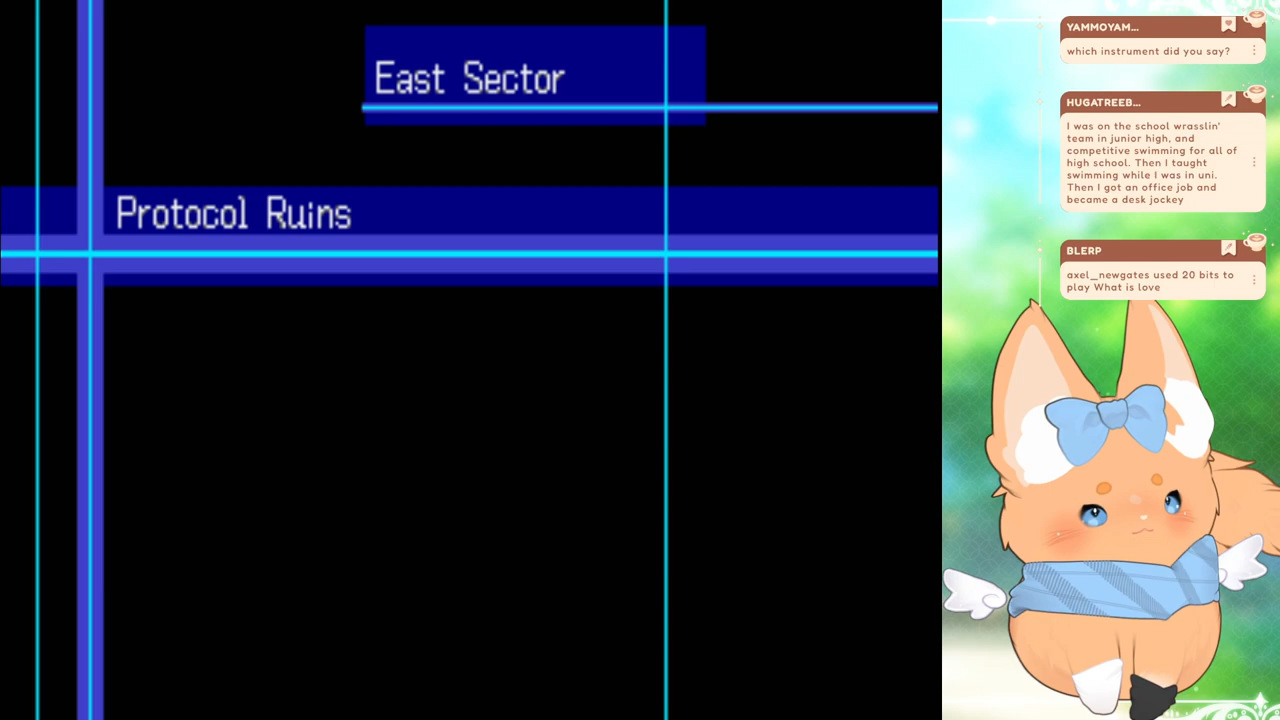 East Sector
Protocol Ruins
YAMMOYAM...
which instrument did you say?
HUGATREEB...
I was on the school wrasslin'
team in junior high, and
competitive swimming for all of
high school. Then I taught
swimming while I was in uni.
Then I got an office job and
became a desk jockey
BLERP
axel_newgates used 20 bits to
play What is love